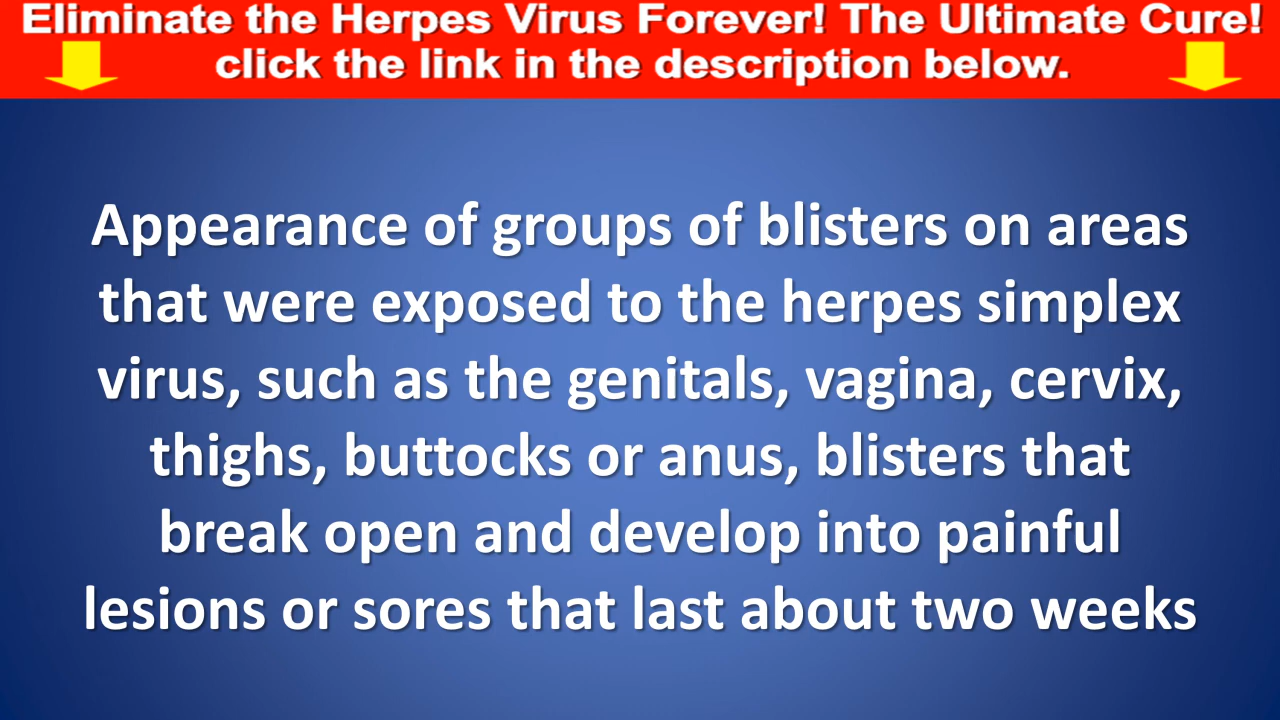 Eliminate the Herpes Virus Forever! The Ultimate Cure!
click the link in the description below.
Appearance of groups of blisters on areas
that were exposed to the herpes simplex
virus, such as the genitals, vagina, cervix,
thighs, buttocks or anus, blisters that
break open and develop into painful
lesions or sores that last about two weeks